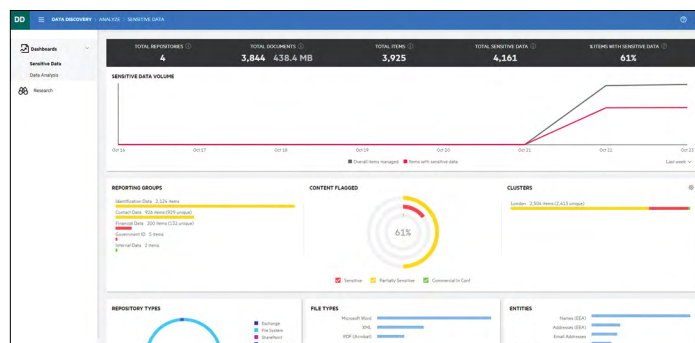 DD DATA DISCOVERY : ANALYZE : SENSITIVE DATA
Dashboards
Sensitive Data
Data Analysis
Research
TOTAL REPOSITORIES
4
TOTAL DOCUMENTS
3,844 438.4 MB
TOTAL ITEMS
3,925
TOTAL SENSITIVE DATA
4,161
% ITEMS WITH SENSITIVE DATA
61%
SENSITIVE DATA VOLUME
Oct 16 Oct 17 Oct 18 Oct 19 Oct 20 Oct 21 Oct 22 Oct 23
Overall items managed Items with sensitive data
Last week
REPORTING GROUPS
Identification Data 2,124 items
Contact Data 926 items (929 unique)
Financial Data 200 items (131 unique)
Government ID 3 items
Internal Data 2 items
CONTENT FLAGGED
61%
Sensitive Partially Sensitive Commercial In Conf
CLUSTERS
London 2,504 items (2,413 unique)
REPOSITORY TYPES
Exchange
File System
SharePoint
FILE TYPES
Microsoft Word
XML
PDF (Acrobat)
ENTITIES
Names (EEA)
Addresses (EEA)
Email Addresses